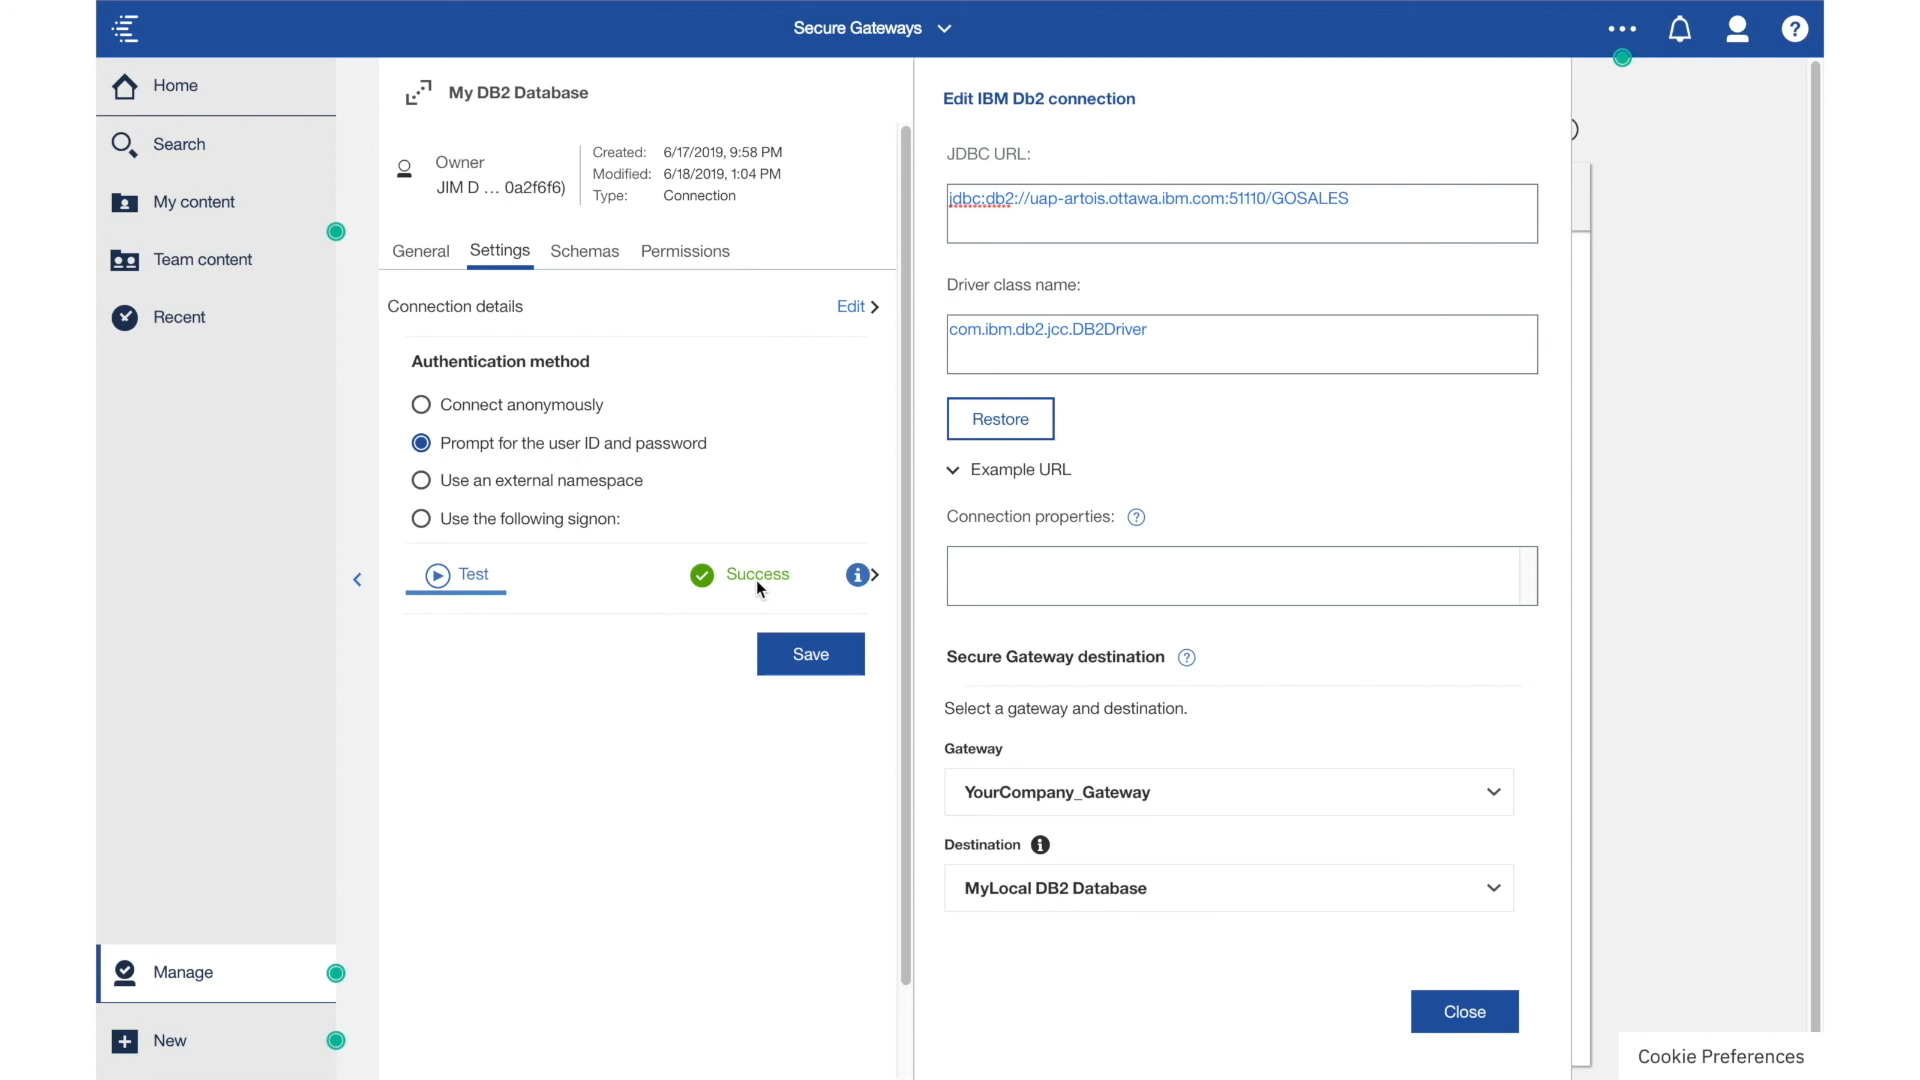 Secure Gateways
?
Home
Search
My content
Team content
Recent
Manage
New
My DB2 Database
Owner
JIM D ... 0a2f6f6)
Created: 6/17/2019, 9:58 PM
Modified: 6/18/2019, 1:04 PM
Type: Connection
General Settings Schemas Permissions
Connection details Edit
Authentication method
Connect anonymously
Prompt for the user ID and password
Use an external namespace
Use the following signon:
Test Success
Save
Edit IBM Db2 connection
JDBC URL:
jdbc:db2://uap-artois.ottawa.ibm.com:51110/GOSALES
Driver class name:
com.ibm.db2.jcc.DB2Driver
Restore
Example URL
Connection properties: ?
Secure Gateway destination ?
Select a gateway and destination.
Gateway
YourCompany_Gateway
Destination
MyLocal DB2 Database
Close
Cookie Preferences